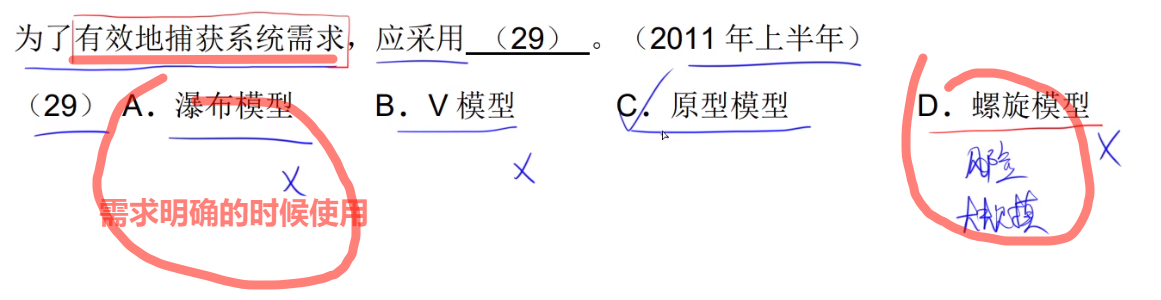 为了有效地捕获系统需求，应采用 （29） 。（2011 年上半年）
（29） A．瀑布模型 B．V 模型 C．原型模型 D．螺旋模型
需求明确的时候使用
大规模